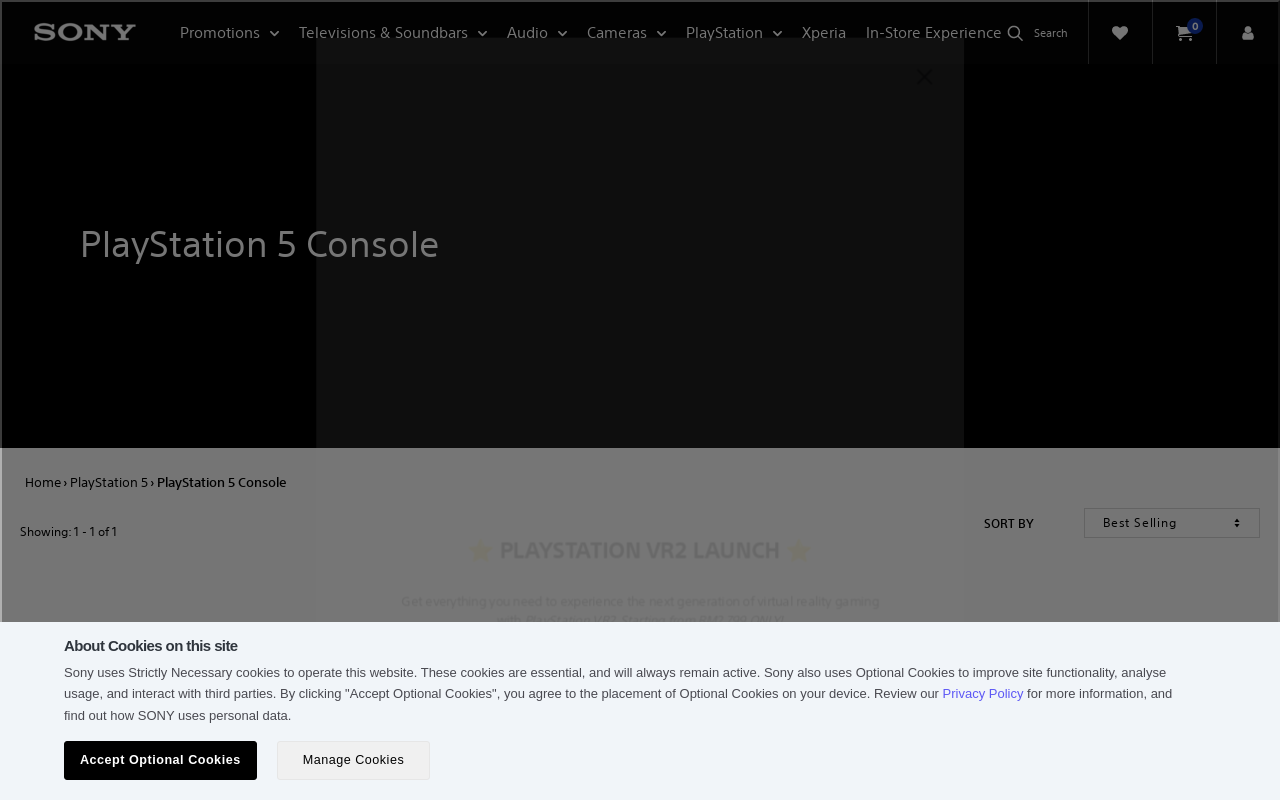 SONY
Promotions
Televisions & Soundbars
Audio
Cameras
PlayStation
Xperia
In-Store Experience
Search
0
PlayStation 5 Console
Home › PlayStation 5 › PlayStation 5 Console
Showing: 1 - 1 of 1
SORT BY
Best Selling
PLAYSTATION VR2 LAUNCH
Get everything you need to experience the next generation of virtual reality gaming
About Cookies on this site
Sony uses Strictly Necessary cookies to operate this website. These cookies are essential, and will always remain active. Sony also uses Optional Cookies to improve site functionality, analyse
usage, and interact with third parties. By clicking "Accept Optional Cookies", you agree to the placement of Optional Cookies on your device. Review our Privacy Policy for more information, and
find out how SONY uses personal data.
Accept Optional Cookies
Manage Cookies